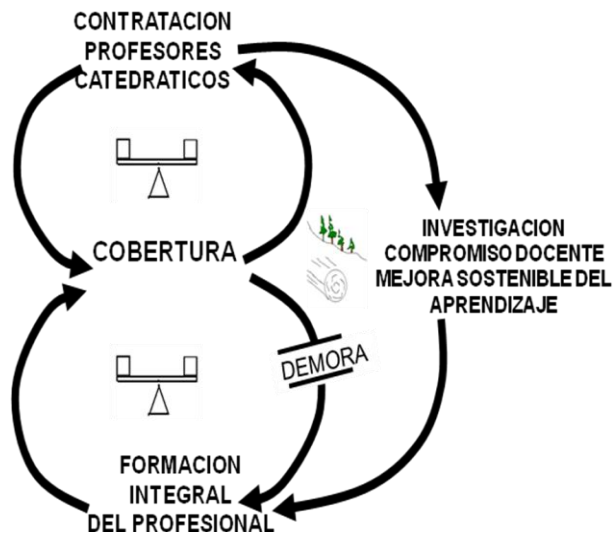 CONTRATACION
PROFESORES
CATEDRATICOS
COBERTURA
INVESTIGACION
COMPROMISO DOCENTE
MEJORA SOSTENIBLE DEL
APRENDIZAJE
DEMORA
FORMACION
INTEGRAL
DEL PROFESIONAL